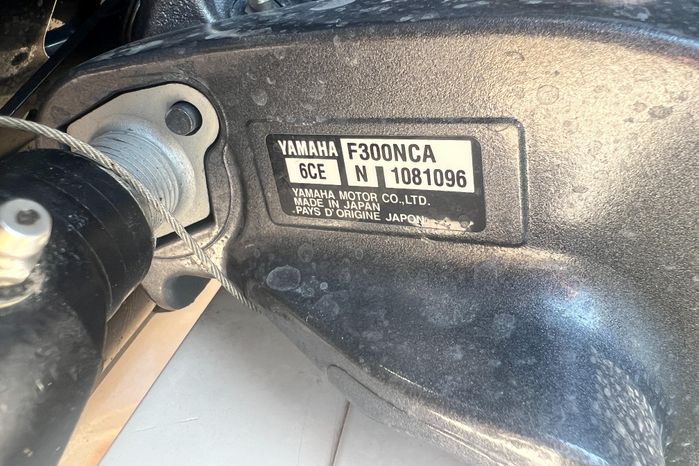 YAMAHA F300NCA
6CE N 1081096
YAMAHA MOTOR CO.,LTD.
MADE IN JAPAN
PAYS D'ORIGINE JAPON